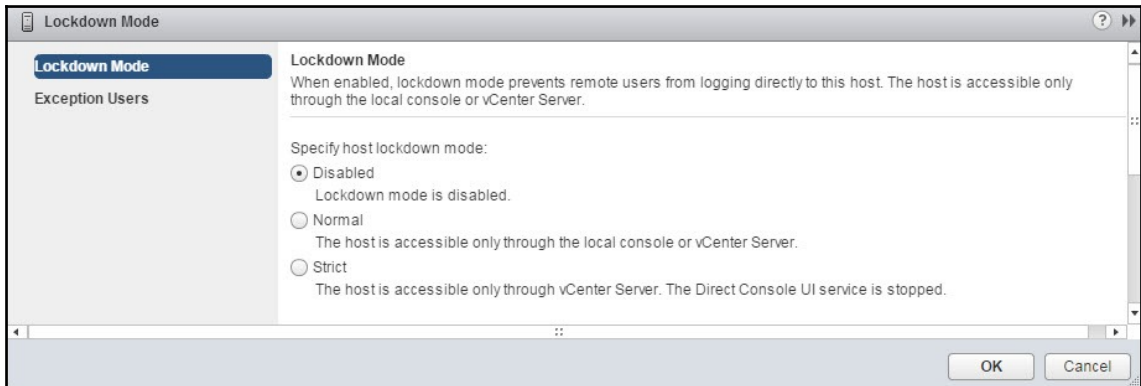 Lockdown Mode
?
Lockdown Mode
Exception Users
Lockdown Mode
When enabled, lockdown mode prevents remote users from logging directly to this host. The host is accessible only
through the local console or vCenter Server.
Specify host lockdown mode:
Disabled
Lockdown mode is disabled.
Normal
The host is accessible only through the local console or vCenter Server.
Strict
The host is accessible only through vCenter Server. The Direct Console UI service is stopped.
OK
Cancel